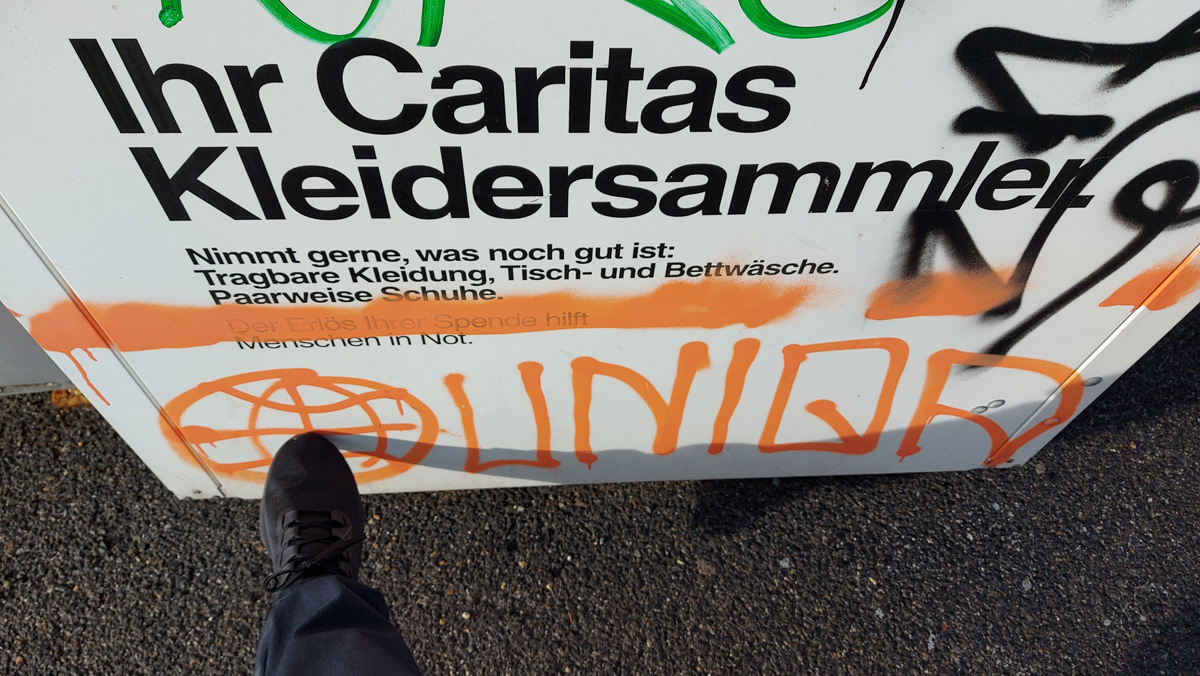 Ihr Caritas
Kleidersammler.
Nimmt gerne, was noch gut ist:
Tragbare Kleidung, Tisch- und Bettwäsche.
Paarweise Schuhe.
Der Erlös Ihrer Spende hilft
Menschen in Not.
UNIQR